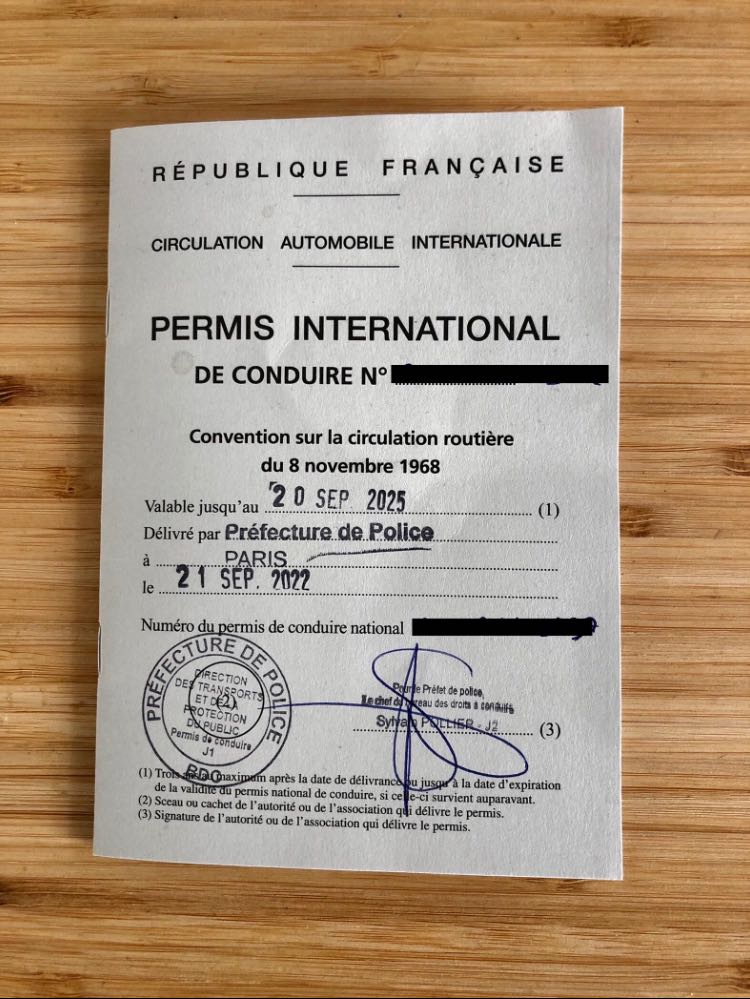 RÉPUBLIQUE FRANÇAISE
CIRCULATION AUTOMOBILE INTERNATIONALE
PERMIS INTERNATIONAL
DE CONDUIRE N°
Convention sur la circulation routière
du 8 novembre 1968
Valable jusqu'au 20 SEP. 2025 (1)
Délivré par Préfecture de Police
à PARIS
le 21 SEP. 2022
Numéro du permis de conduire national
PRÉFECTURE DE POLICE
DIRECTION
DES TRANSPORTS
ET DE LA
(2)
PROTECTION
DU PUBLIC
Permis de conduire
J1
BDC
Pour le Préfet de police,
Le chef du bureau des droits à conduire
Sylvain - J2
(3)
(1) Trois ans au maximum après la date de délivrance ou jusqu'à la date d'expiration
de la validité du permis national de conduire, si celle-ci survient auparavant.
(2) Sceau ou cachet de l'autorité ou de l'association qui délivre le permis.
(3) Signature de l'autorité ou de l'association qui délivre le permis.